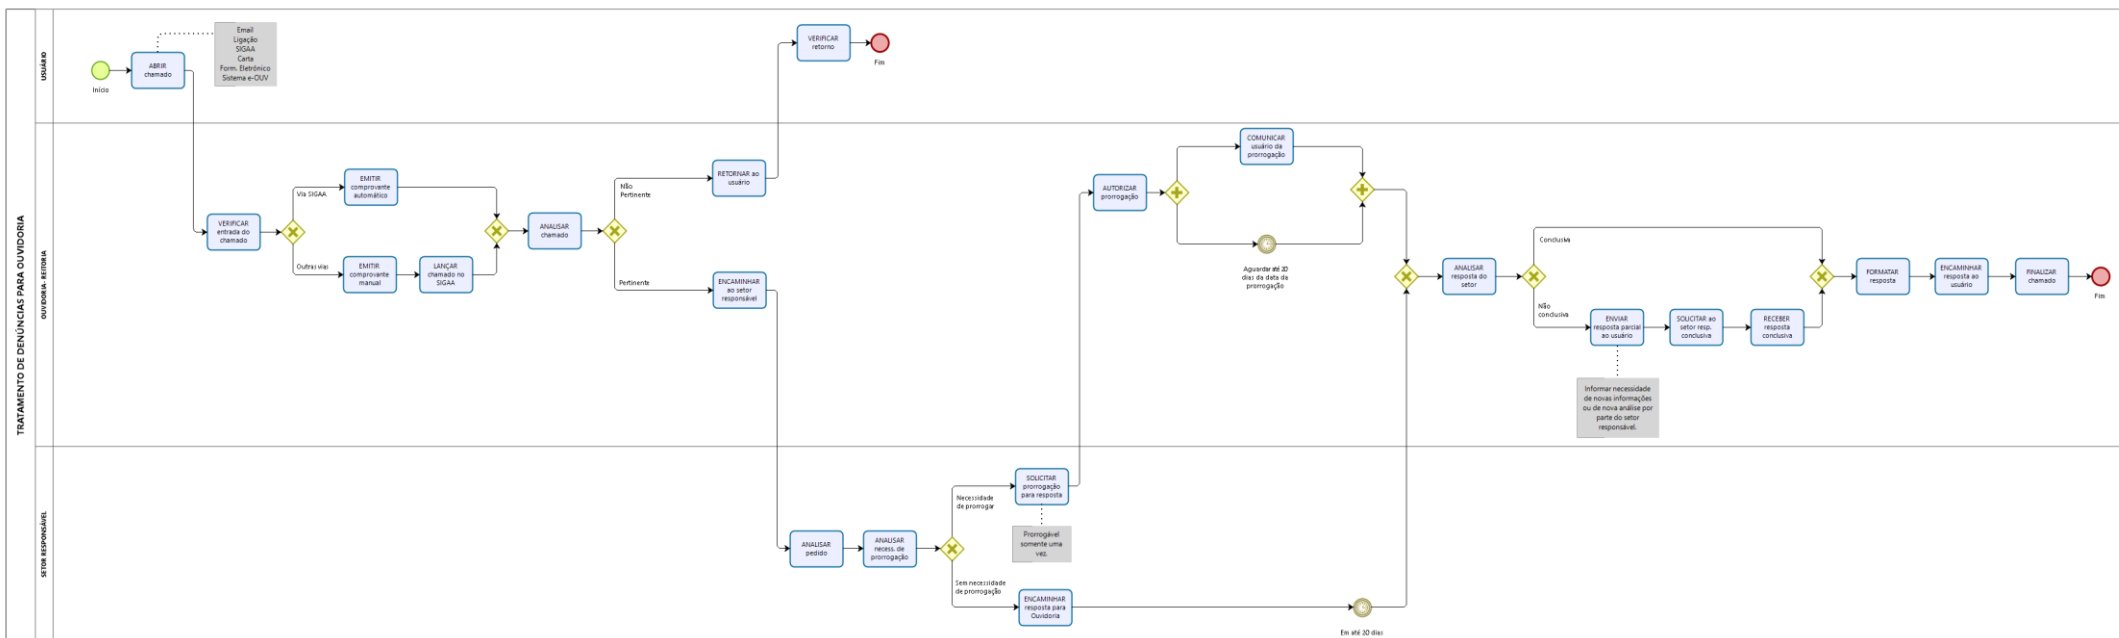 TRATAMENTO DE DENÚNCIAS PARA OUVIDORIA
USUÁRIO
Início
ABRIR
chamado
Email
Ligação
SIGAA
Carta
Form. Eletrônico
Sistema e-OUV
VERIFICAR
retorno
Fim
OUVIDORIA - REITORIA
VERIFICAR
entrada do
chamado
Via SIGAA
EMITIR
comprovante
automático
Outras vias
EMITIR
comprovante
manual
LANÇAR
chamado no
SIGAA
ANALISAR
chamado
Não
Pertinente
RETORNAR ao
usuário
Pertinente
ENCAMINHAR
ao setor
responsável
AUTORIZAR
prorrogação
COMUNICAR
usuário da
prorrogação
Aguardar até 20
dias da data da
prorrogação
ANALISAR
resposta do
setor
Conclusiva
Não
conclusiva
ENVIAR
resposta parcial
ao usuário
SOLICITAR ao
setor resp.
conclusiva
RECEBER
resposta
conclusiva
Informar necessidade
de novas informações
ou de nova análise por
parte do setor
responsável.
FORMATAR
resposta
ENCAMINHAR
resposta ao
usuário
FINALIZAR
chamado
Fim
SETOR RESPONSÁVEL
ANALISAR
pedido
ANALISAR
necess. de
prorrogação
Necessidade
de prorrogar
SOLICITAR
prorrogação
para resposta
Prorrogável
somente uma
vez.
Sem necessidade
de prorrogação
ENCAMINHAR
resposta para
Ouvidoria
Em até 20 dias